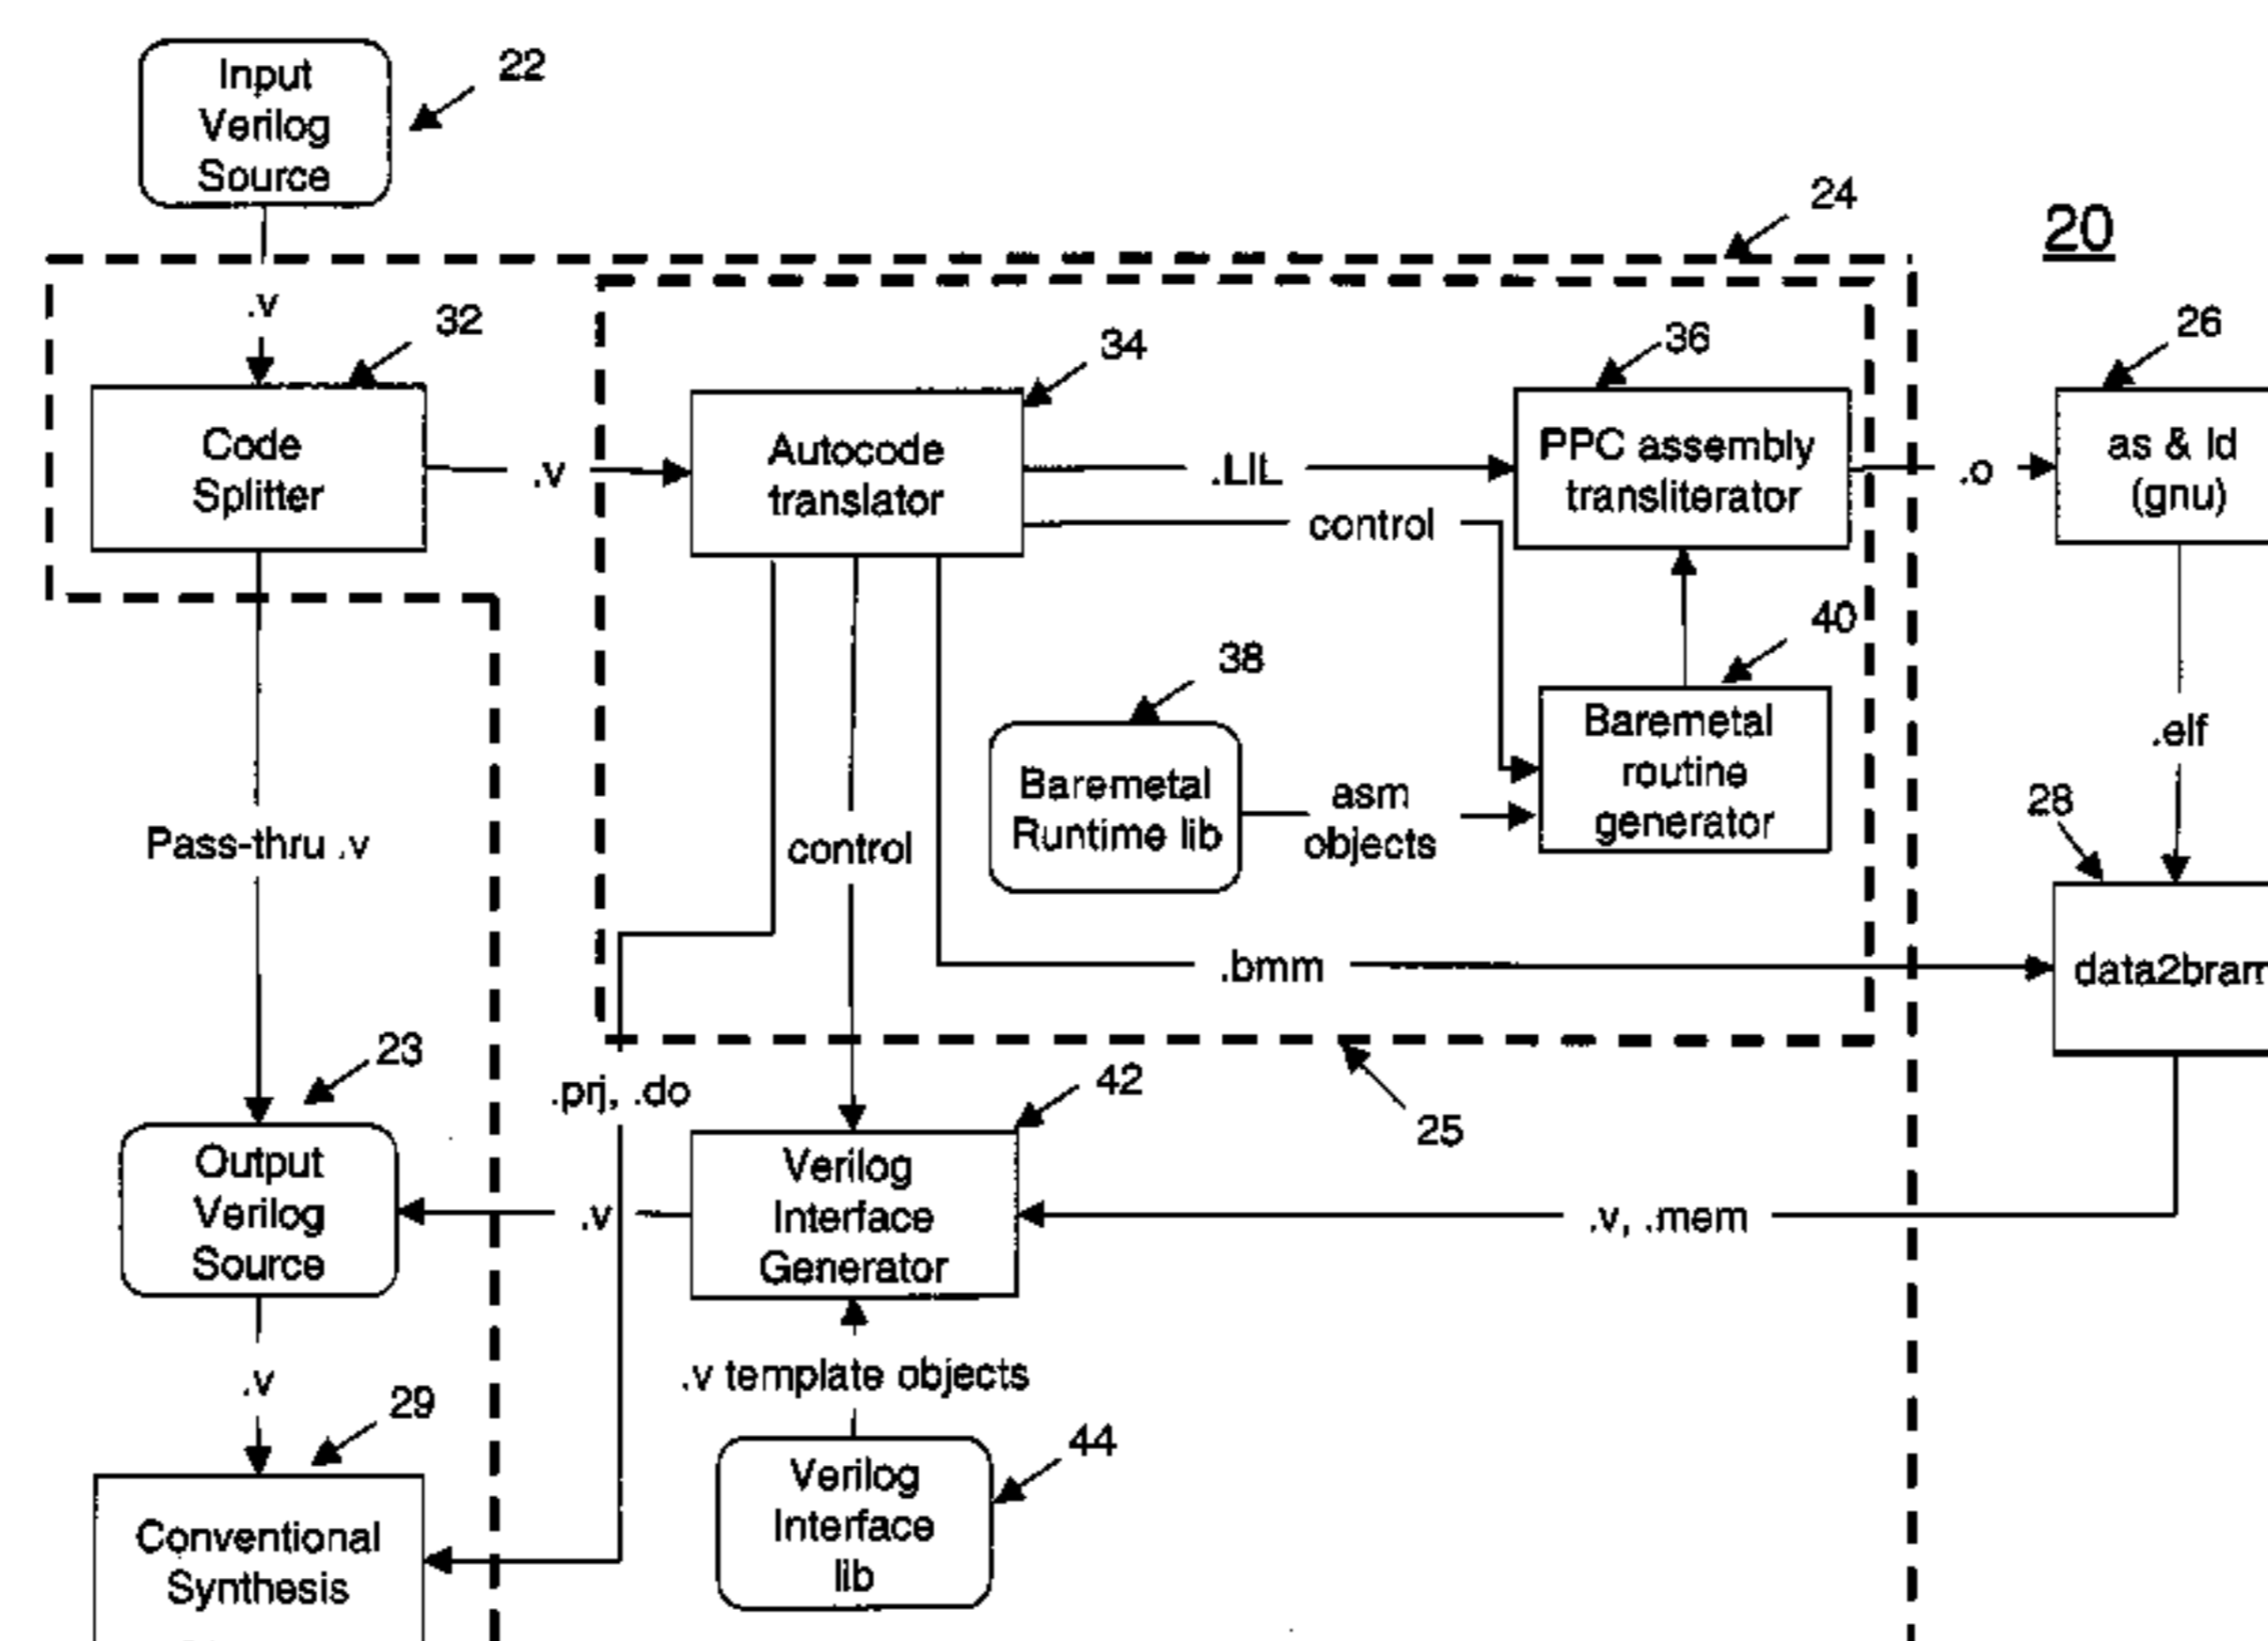 Input
Verilog
Source
22
24
20
.v
32
34
36
26
Code
Splitter
.v
Autocode
translator
.LIL
control
PPC assembly
transliterator
.o
as & ld
(gnu)
40
38
Baremetal
Runtime lib
asm
objects
Baremetal
routine
generator
.elf
28
Pass-thru .v
control
.bmm
data2bram
23
.prj, .do
42
25
Output
Verilog
Source
.v
Verilog
Interface
Generator
.v, .mem
.v
.v template objects
29
44
Conventional
Synthesis
Verilog
Interface
lib